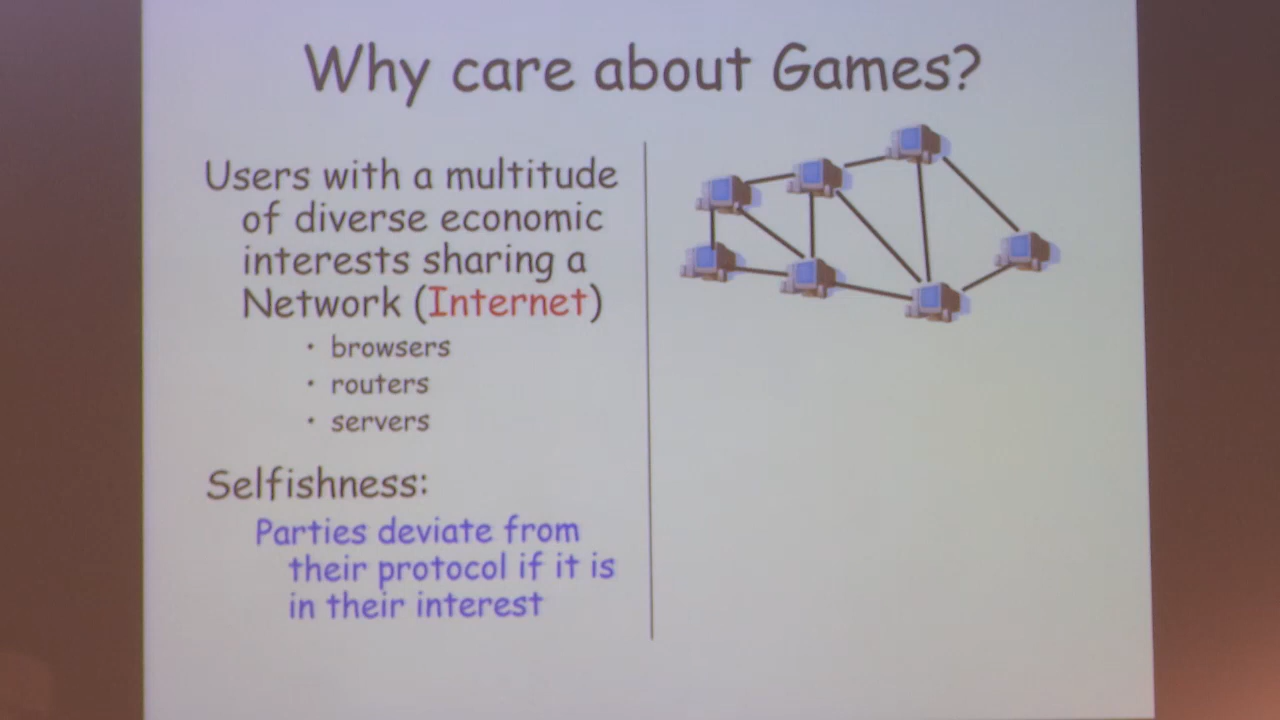 Why care about Games?
Users with a multitude
of diverse economic
interests sharing a
Network (Internet)
• browsers
• routers
• servers
Selfishness:
Parties deviate from
their protocol if it is
in their interest